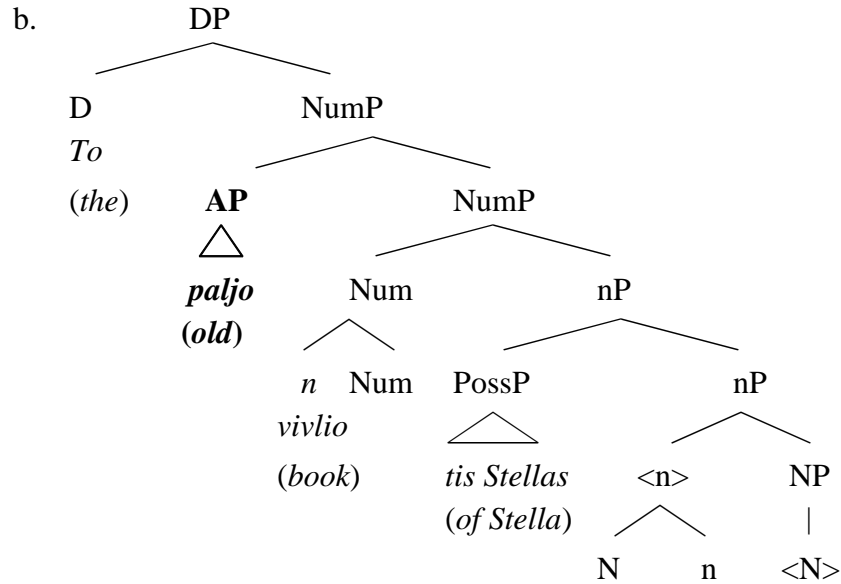 b. DP
D NumP
To
(the) AP NumP
paljo Num nP
(old)
n Num PossP nP
vivlio
(book) tis Stellas <n> NP
(of Stella) |
N n <N>